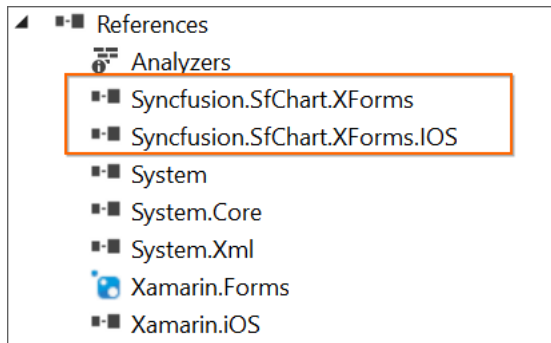 References
Analyzers
Syncfusion.SfChart.XForms
Syncfusion.SfChart.XForms.IOS
System
System.Core
System.Xml
Xamarin.Forms
Xamarin.iOS